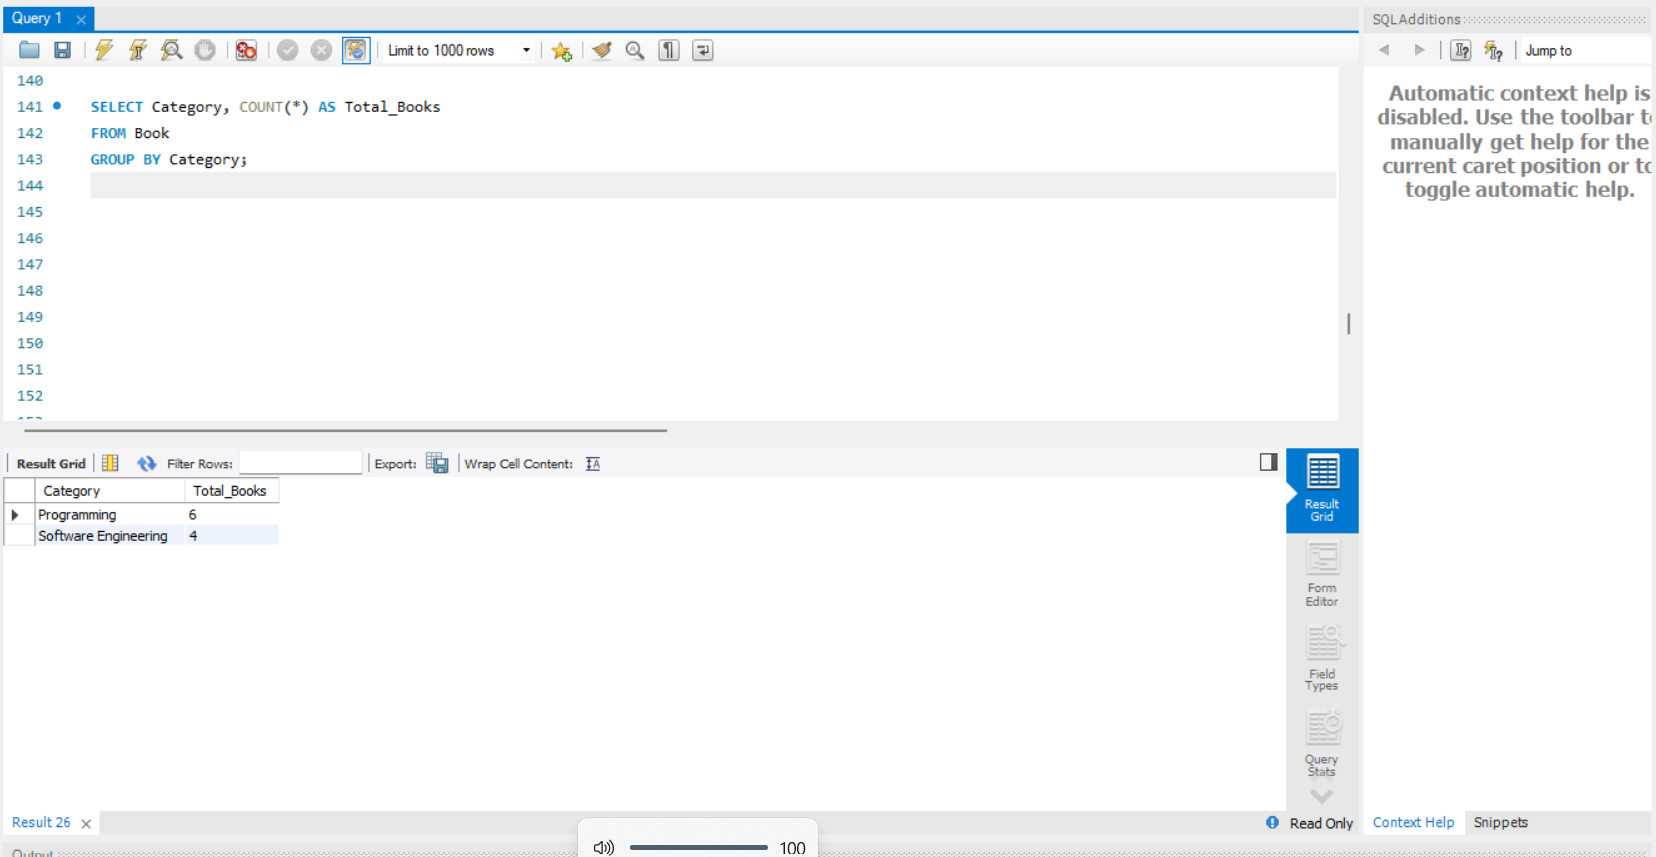 Query 1
SQLAdditions
Limit to 1000 rows
Jump to
140
141 SELECT Category, COUNT(*) AS Total_Books
142 FROM Book
143 GROUP BY Category;
144
145
146
147
148
149
150
151
152
Automatic context help is
disabled. Use the toolbar
manually get help for the
current caret position or
toggle automatic help.
Result Grid
Filter Rows:
Export:
Wrap Cell Content:
Category Total_Books
Programming 6
Software Engineering 4
Result
Grid
Form
Editor
Field
Types
Query
Stats
Result 26
Read Only
Context Help
Snippets
Output
100